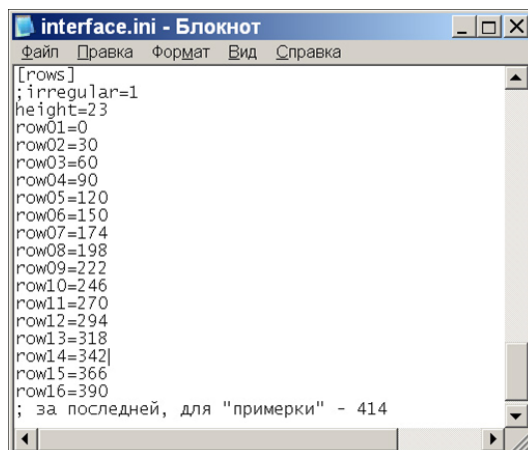 interface.ini - Блокнот
Файл Правка Формат Вид Справка
[rows]
;irregular=1
height=23
row01=0
row02=30
row03=60
row04=90
row05=120
row06=150
row07=174
row08=198
row09=222
row10=246
row11=270
row12=294
row13=318
row14=342
row15=366
row16=390
; за последней, для "примерки" - 414